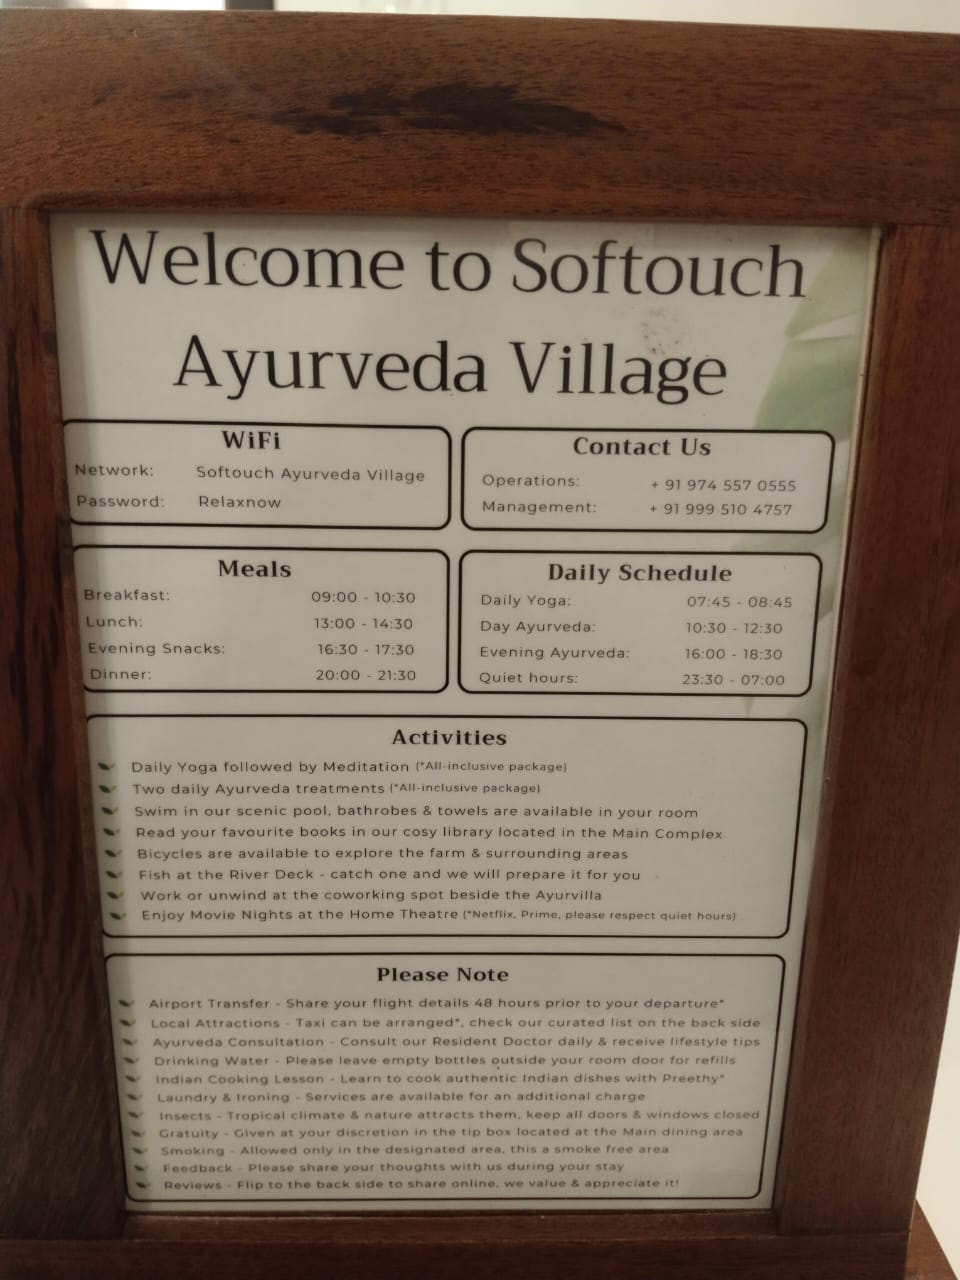 Welcome to Softouch
Ayurveda Village
WiFi
Network: Softouch Ayurveda Village
Password: Relaxnow
Contact Us
Operations: + 91 974 557 0555
Management: + 91 999 510 4757
Meals
Breakfast: 09:00 - 10:30
Lunch: 13:00 - 14:30
Evening Snacks: 16:30 - 17:30
Dinner: 20:00 - 21:30
Daily Schedule
Daily Yoga: 07:45 - 08:45
Day Ayurveda: 10:30 - 12:30
Evening Ayurveda: 16:00 - 18:30
Quiet hours: 23:30 - 07:00
Activities
Daily Yoga followed by Meditation (*All-inclusive package)
Two daily Ayurveda treatments (*All-inclusive package)
Swim in our scenic pool, bathrobes & towels are available in your room
Read your favourite books in our cosy library located in the Main Complex
Bicycles are available to explore the farm & surrounding areas
Fish at the River Deck - catch one and we will prepare it for you
Work or unwind at the coworking spot beside the Ayurvilla
Enjoy Movie Nights at the Home Theatre (*Netflix, Prime, please respect quiet hours)
Please Note
Airport Transfer - Share your flight details 48 hours prior to your departure*
Local Attractions - Taxi can be arranged*, check our curated list on the back side
Ayurveda Consultation - Consult our Resident Doctor daily & receive lifestyle tips
Drinking Water - Please leave empty bottles outside your room door for refills
Indian Cooking Lesson - Learn to cook authentic Indian dishes with Preethy*
Laundry & Ironing - Services are available for an additional charge
Insects - Tropical climate & nature attracts them, keep all doors & windows closed
Gratuity - Given at your discretion in the tip box located at the Main dining area
Smoking - Allowed only in the designated area, this a smoke free area
Feedback - Please share your thoughts with us during your stay
Reviews - Flip to the back side to share online, we value & appreciate it!